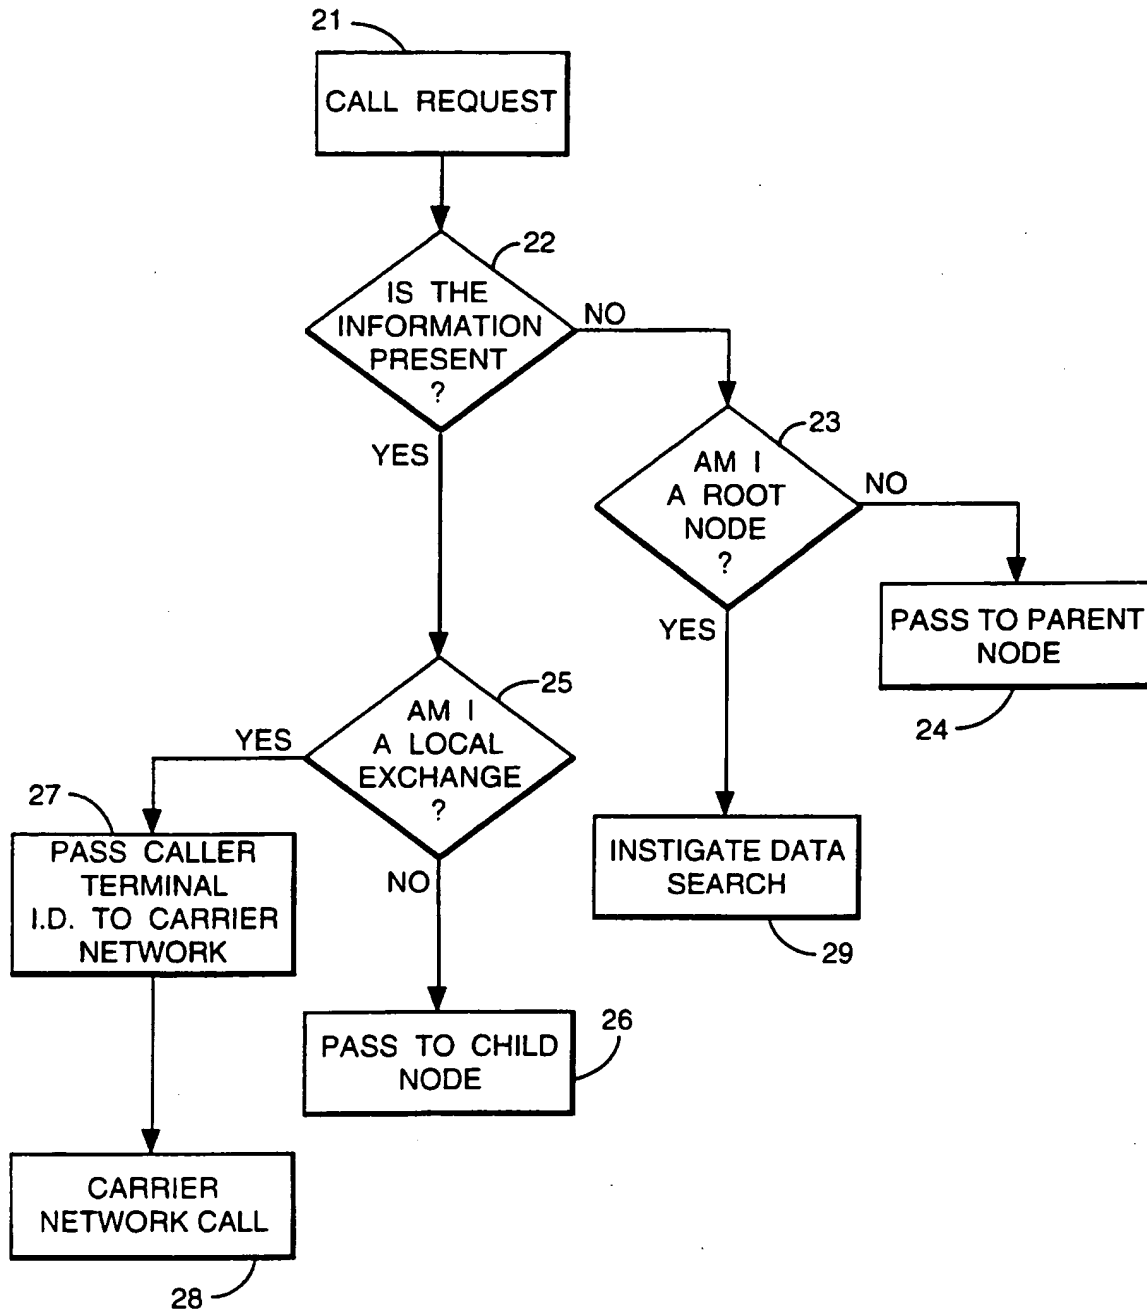 21
CALL REQUEST
22
IS THE
INFORMATION
PRESENT
?
NO
YES
23
AM I
A ROOT
NODE
?
NO
YES
PASS TO PARENT
NODE
24
25
AM I
A LOCAL
EXCHANGE
?
YES
NO
27
PASS CALLER
TERMINAL
I.D. TO CARRIER
NETWORK
INSTIGATE DATA
SEARCH
29
PASS TO CHILD
NODE
26
CARRIER
NETWORK CALL
28